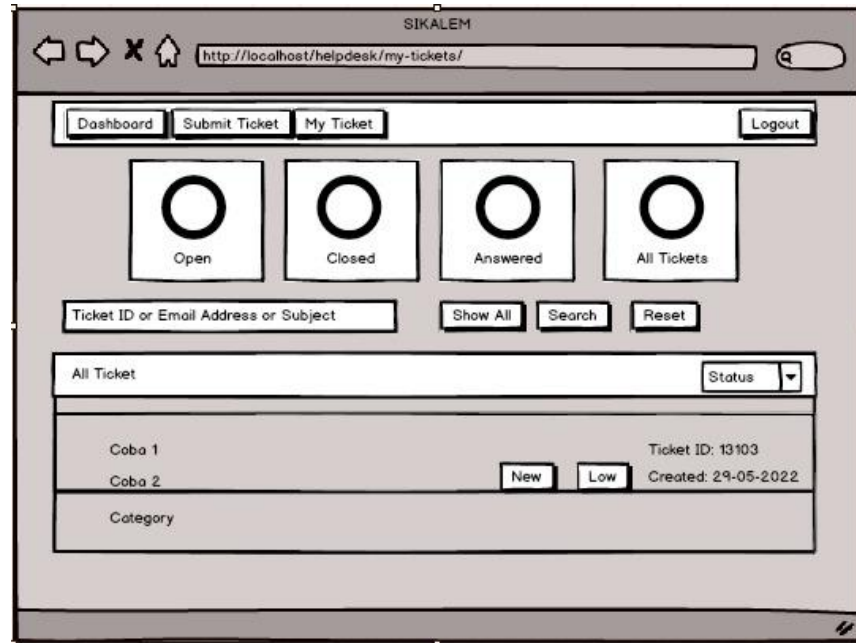 SIKALEM
http://localhost/helpdesk/my-tickets/
Dashboard Submit Ticket My Ticket Logout
Open Closed Answered All Tickets
Ticket ID or Email Address or Subject Show All Search Reset
All Ticket Status
Coba 1 Ticket ID: 13103
Coba 2 New Low Created: 29-05-2022
Category